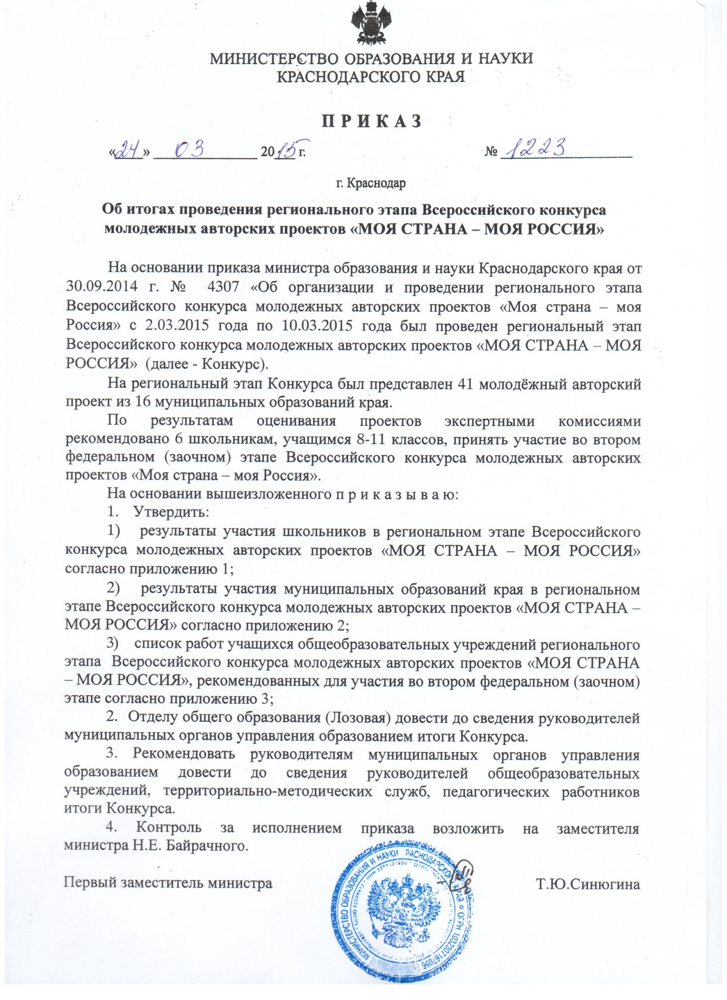 МИНИСТЕРСТВО ОБРАЗОВАНИЯ И НАУКИ
КРАСНОДАРСКОГО КРАЯ
П Р И К А З
«24» 03 2015 г. № 1223
г. Краснодар
Об итогах проведения регионального этапа Всероссийского конкурса
молодежных авторских проектов «МОЯ СТРАНА – МОЯ РОССИЯ»
На основании приказа министра образования и науки Краснодарского края от
30.09.2014 г. № 4307 «Об организации и проведении регионального этапа
Всероссийского конкурса молодежных авторских проектов «Моя страна – моя
Россия» с 2.03.2015 года по 10.03.2015 года был проведен региональный этап
Всероссийского конкурса молодежных авторских проектов «МОЯ СТРАНА – МОЯ
РОССИЯ» (далее - Конкурс).
На региональный этап Конкурса был представлен 41 молодёжный авторский
проект из 16 муниципальных образований края.
По результатам оценивания проектов экспертными комиссиями
рекомендовано 6 школьникам, учащимся 8-11 классов, принять участие во втором
федеральном (заочном) этапе Всероссийского конкурса молодежных авторских
проектов «Моя страна – моя Россия».
На основании вышеизложенного п р и к а з ы в а ю:
1. Утвердить:
1) результаты участия школьников в региональном этапе Всероссийского
конкурса молодежных авторских проектов «МОЯ СТРАНА – МОЯ РОССИЯ»
согласно приложению 1;
2) результаты участия муниципальных образований края в региональном
этапе Всероссийского конкурса молодежных авторских проектов «МОЯ СТРАНА –
МОЯ РОССИЯ» согласно приложению 2;
3) список работ учащихся общеобразовательных учреждений регионального
этапа Всероссийского конкурса молодежных авторских проектов «МОЯ СТРАНА
– МОЯ РОССИЯ», рекомендованных для участия во втором федеральном (заочном)
этапе согласно приложению 3;
2. Отделу общего образования (Лозовая) довести до сведения руководителей
муниципальных органов управления образованием итоги Конкурса.
3. Рекомендовать руководителям муниципальных органов управления
образованием довести до сведения руководителей общеобразовательных
учреждений, территориально-методических служб, педагогических работников
итоги Конкурса.
4. Контроль за исполнением приказа возложить на заместителя
министра Н.Е. Байрачного.
Первый заместитель министра Т.Ю.Синюгина
МИНИСТЕРСТВО ОБРАЗОВАНИЯ И НАУКИ РАСНОДАРСКОГО КРАЯ * ОГРН 1032307167056